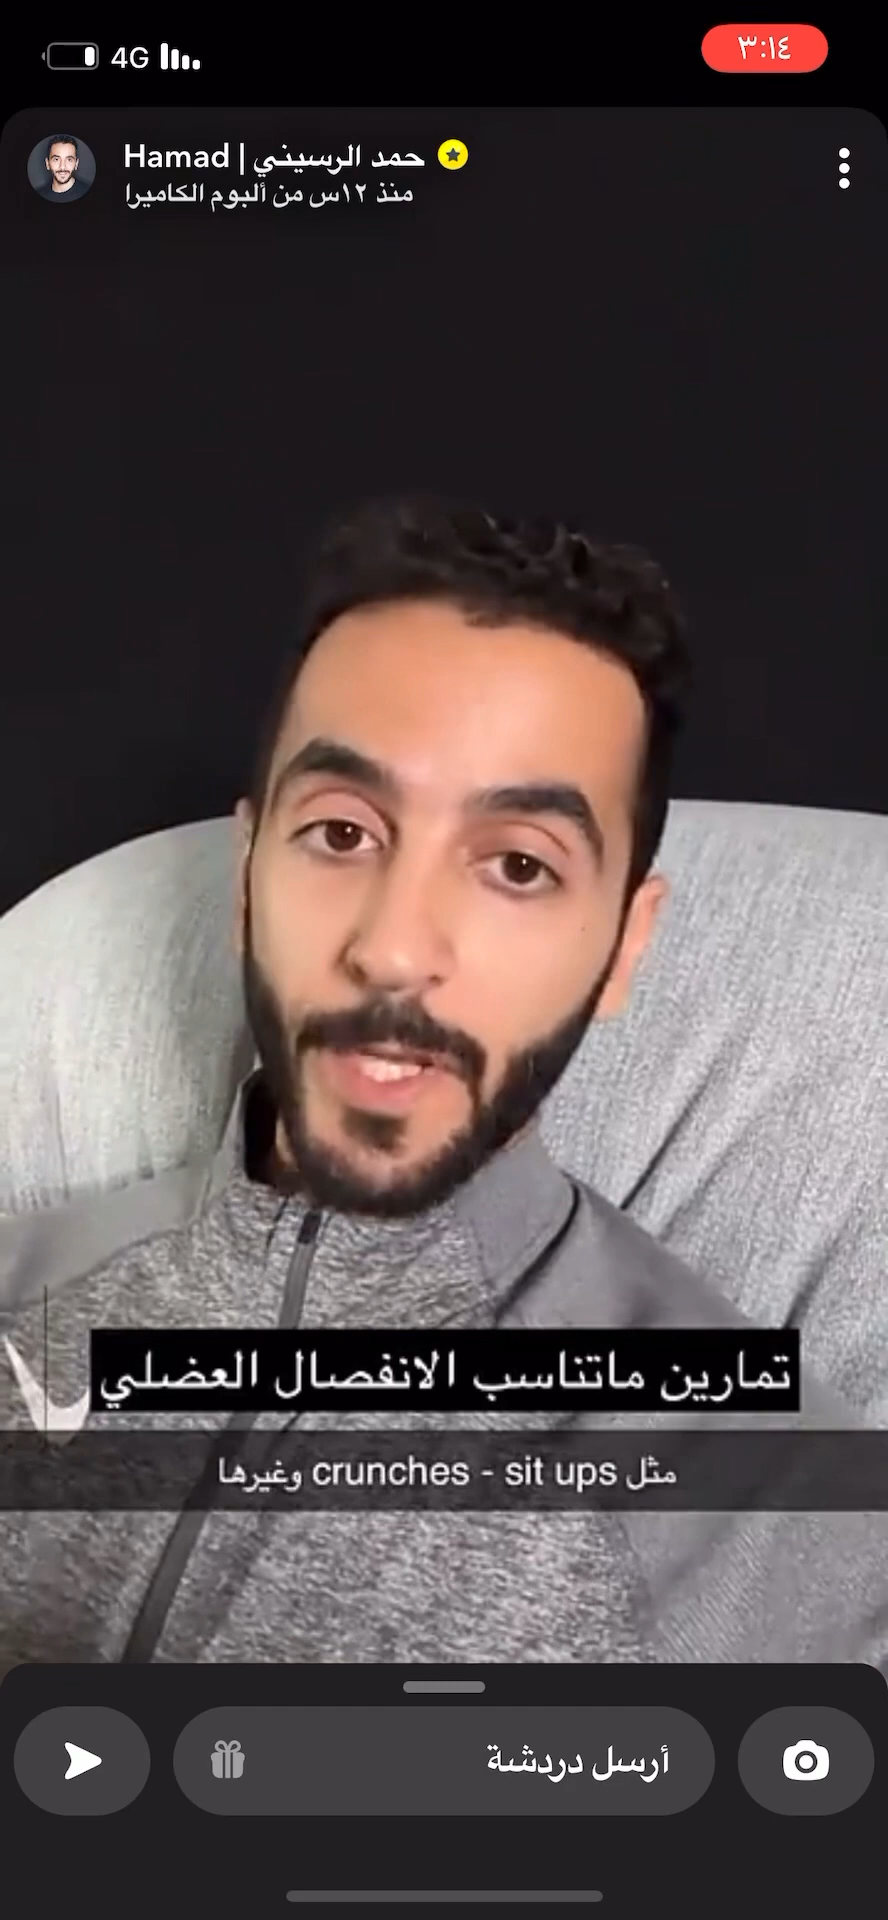 4G
٣:١٤
Hamad | حمد الرسيني
منذ ١٢س من ألبوم الكاميرا
تمارين ماتناسب الانفصال العضلي
مثل crunches - sit ups وغيرها
أرسل دردشة